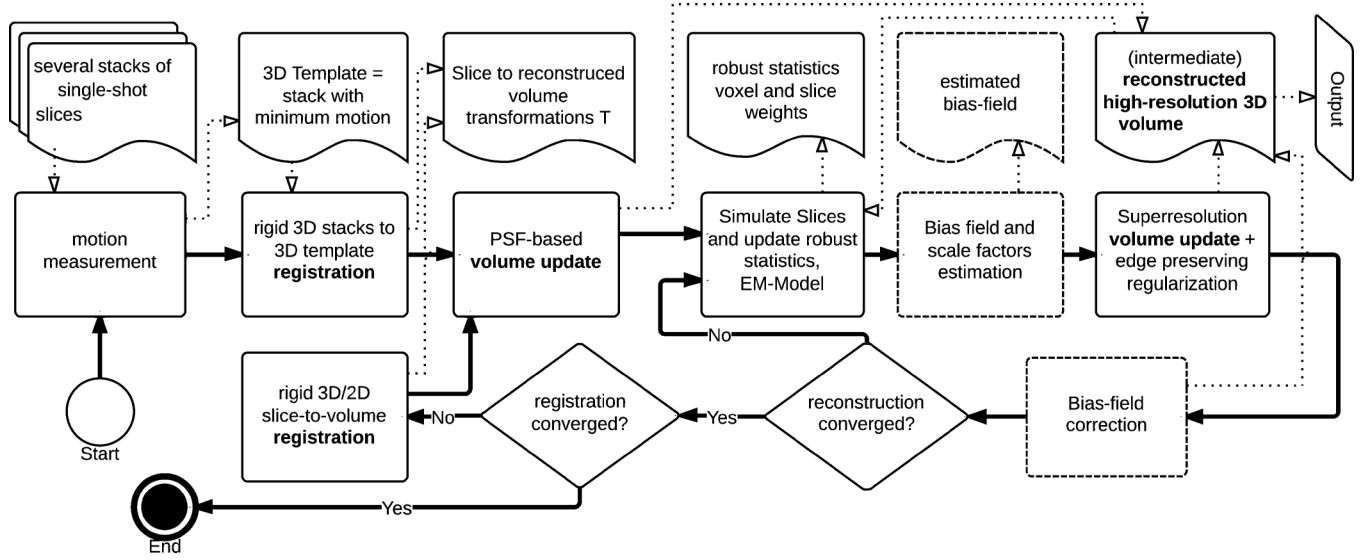 several stacks of
single-shot
slices
3D Template =
stack with
minimum motion
Slice to reconstruced
volume
transformations T
robust statistics
voxel and slice
weights
estimated
bias-field
(intermediate)
reconstructed
high-resolution 3D
volume
Output
motion
measurement
rigid 3D stacks to
3D template
registration
PSF-based
volume update
Simulate Slices
and update robust
statistics,
EM-Model
Bias field and
scale factors
estimation
Superresolution
volume update +
edge preserving
regularization
Start
rigid 3D/2D
slice-to-volume
registration
No
registration
converged?
Yes
reconstruction
converged?
No
Bias-field
correction
Yes
End